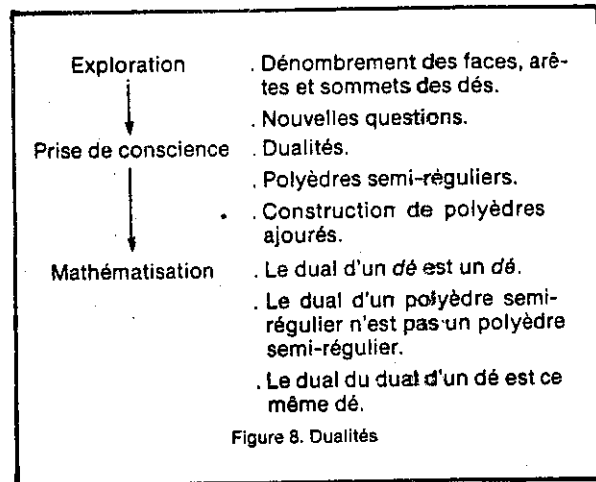 Exploration . Dénombrement des faces, arê-
tes et sommets des dés.
. Nouvelles questions.
Prise de conscience . Dualités.
. Polyèdres semi-réguliers.
. Construction de polyèdres
ajourés.
Mathématisation . Le dual d'un dé est un dé.
. Le dual d'un polyèdre semi-
régulier n'est pas un polyèdre
semi-régulier.
. Le dual du dual d'un dé est ce
même dé.
Figure 8. Dualités